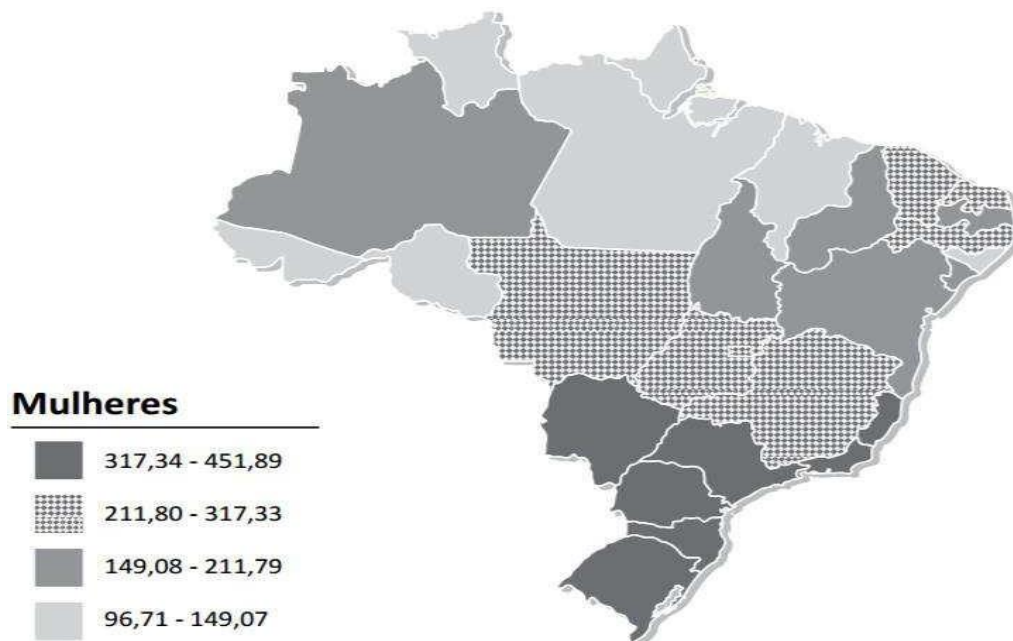 Mulheres
317,34 - 451,89
211,80 - 317,33
149,08 - 211,79
96,71 - 149,07